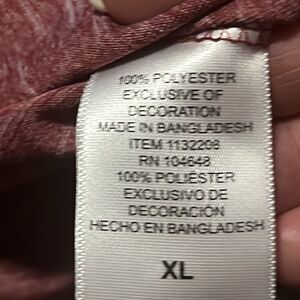 100% POLYESTER
EXCLUSIVE OF
DECORATION
MADE IN BANGLADESH
ITEM 1132206
RN 104648
100% POLIÉSTER
EXCLUSIVO DE
DECORACIÓN
HECHO EN BANGLADESH
XL